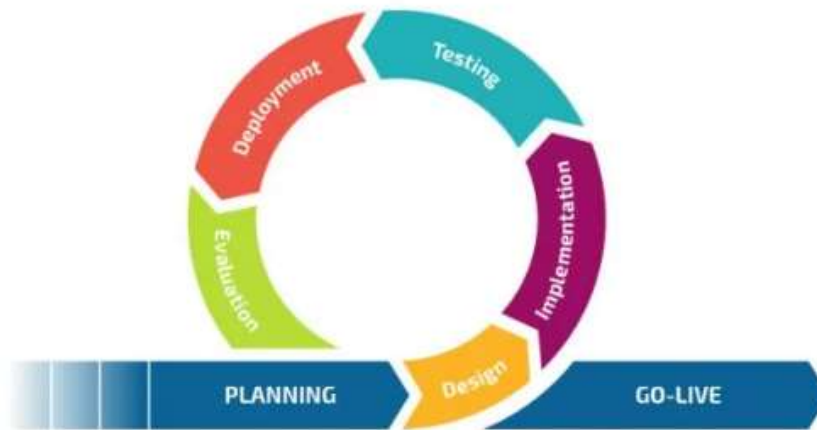 Testing
Deployment
Implementation
Evaluation
Design
PLANNING
GO-LIVE